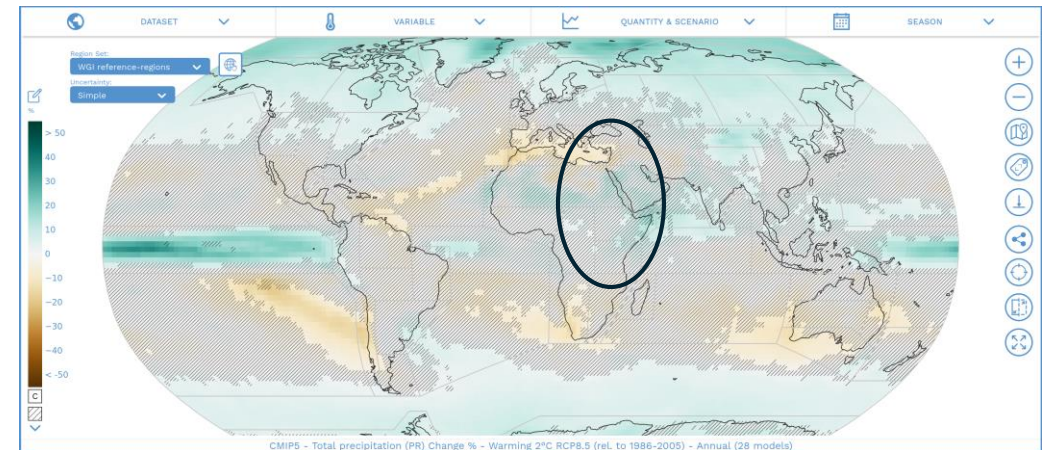 DATASET
VARIABLE
QUANTITY & SCENARIO
SEASON
Region Set:
WGI reference-regions
Uncertainty:
Simple
%
> 50
40
30
20
10
0
−10
−20
−30
−40
< -50
C
CMIP5 - Total precipitation (PR) Change % - Warming 2°C RCP8.5 (rel. to 1986-2005) - Annual (28 models)